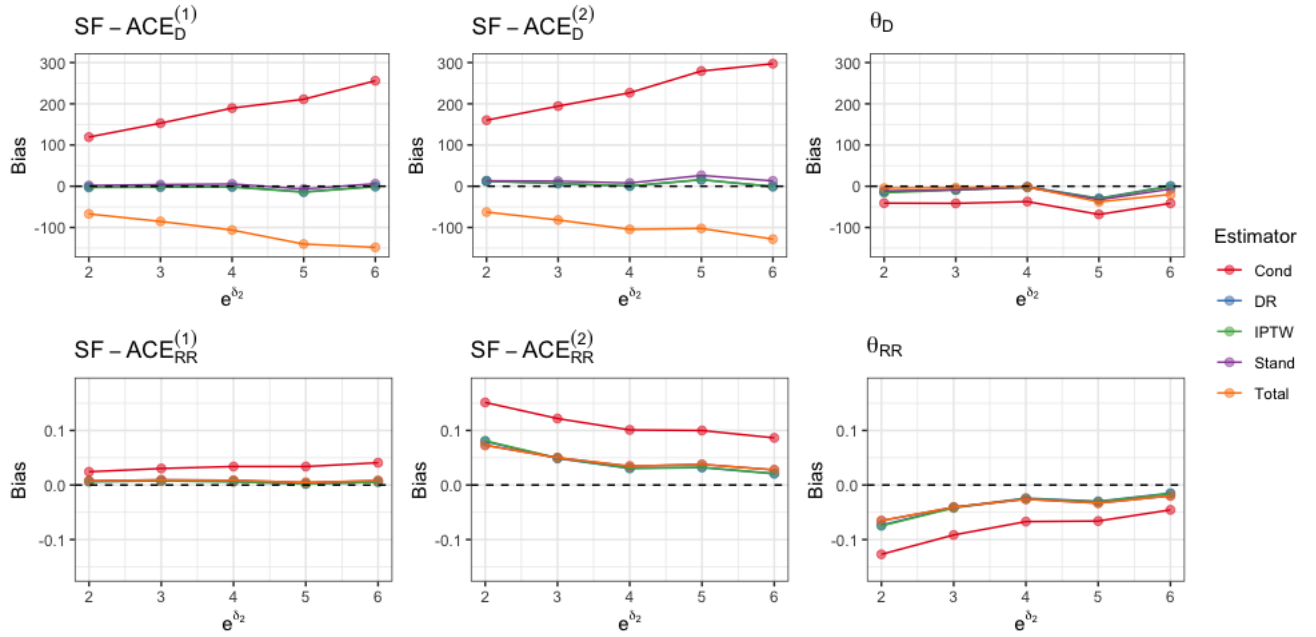 SF – ACE_D^(1)
SF – ACE_D^(2)
θ_D
Bias
300
200
100
0
-100
2 3 4 5 6
e^δ₂
Bias
300
200
100
0
-100
2 3 4 5 6
e^δ₂
Bias
300
200
100
0
-100
2 3 4 5 6
e^δ₂
SF – ACE_RR^(1)
SF – ACE_RR^(2)
θ_RR
Bias
0.1
0.0
-0.1
2 3 4 5 6
e^δ₂
Bias
0.1
0.0
-0.1
2 3 4 5 6
e^δ₂
Bias
0.1
0.0
-0.1
2 3 4 5 6
e^δ₂
Estimator
Cond
DR
IPTW
Stand
Total